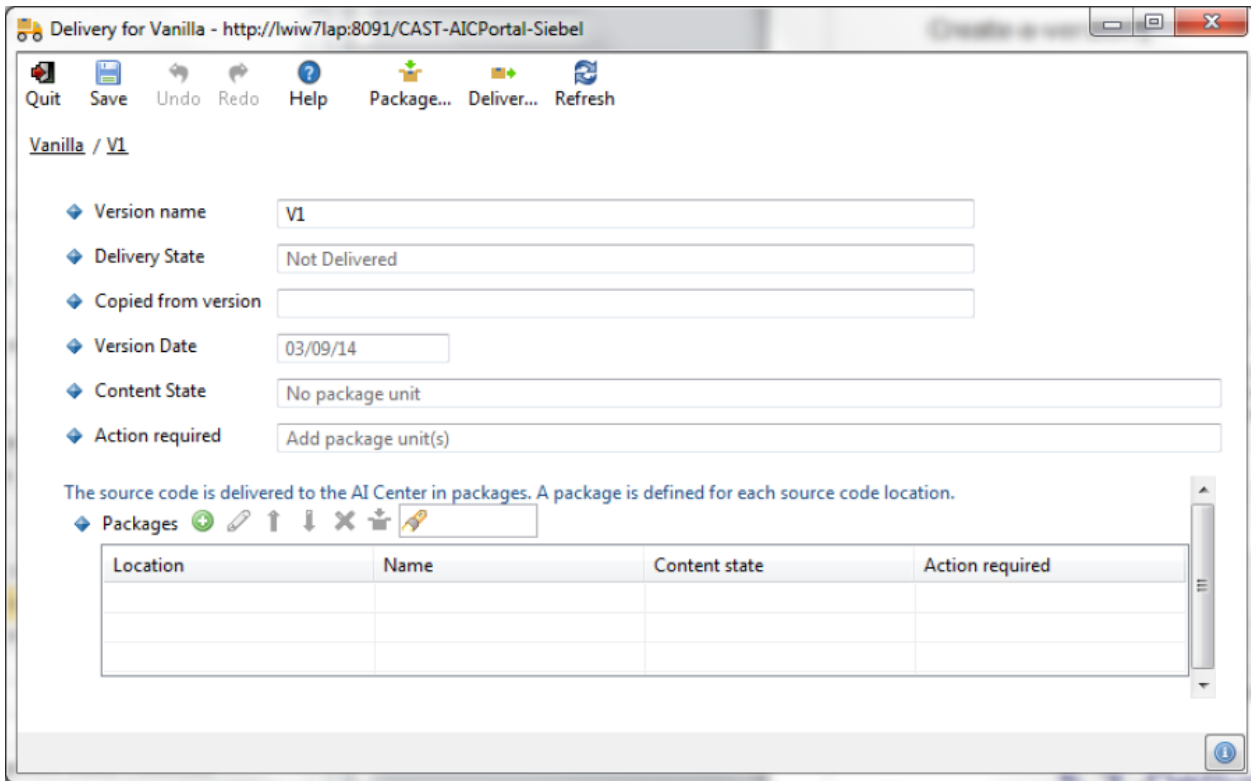 Delivery for Vanilla - http://lwiw7lap:8091/CAST-AICPortal-Siebel
Quit Save Undo Redo Help Package... Deliver... Refresh
Vanilla / V1
Version name V1
Delivery State Not Delivered
Copied from version
Version Date 03/09/14
Content State No package unit
Action required Add package unit(s)
The source code is delivered to the AI Center in packages. A package is defined for each source code location.
Packages
Location Name Content state Action required